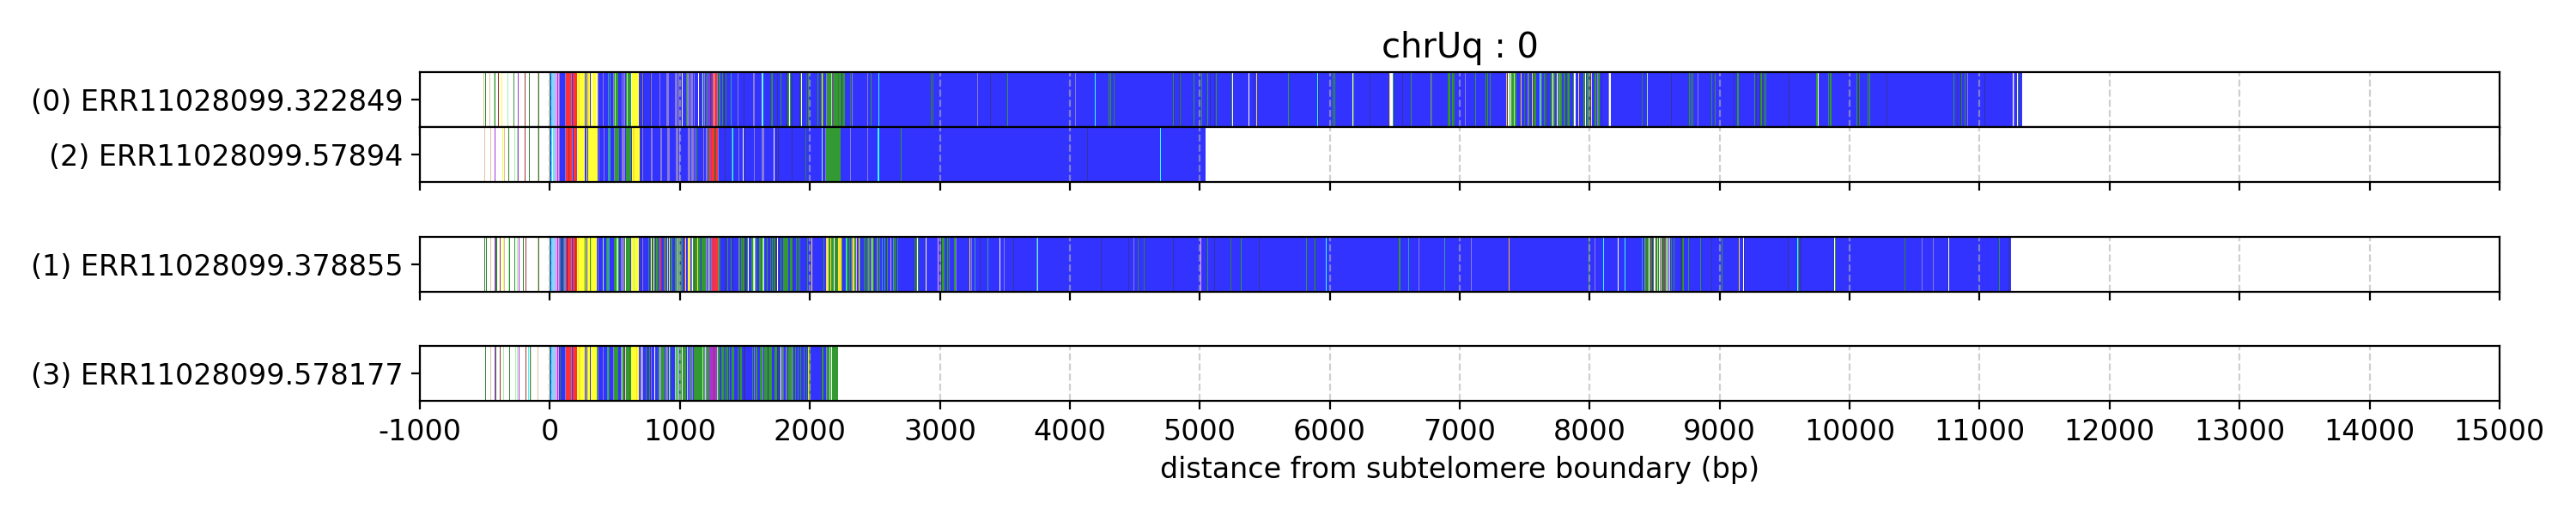 chrUq : 0
(0) ERR11028099.322849
(2) ERR11028099.57894
(1) ERR11028099.378855
(3) ERR11028099.578177
-1000 0 1000 2000 3000 4000 5000 6000 7000 8000 9000 10000 11000 12000 13000 14000 15000
distance from subtelomere boundary (bp)